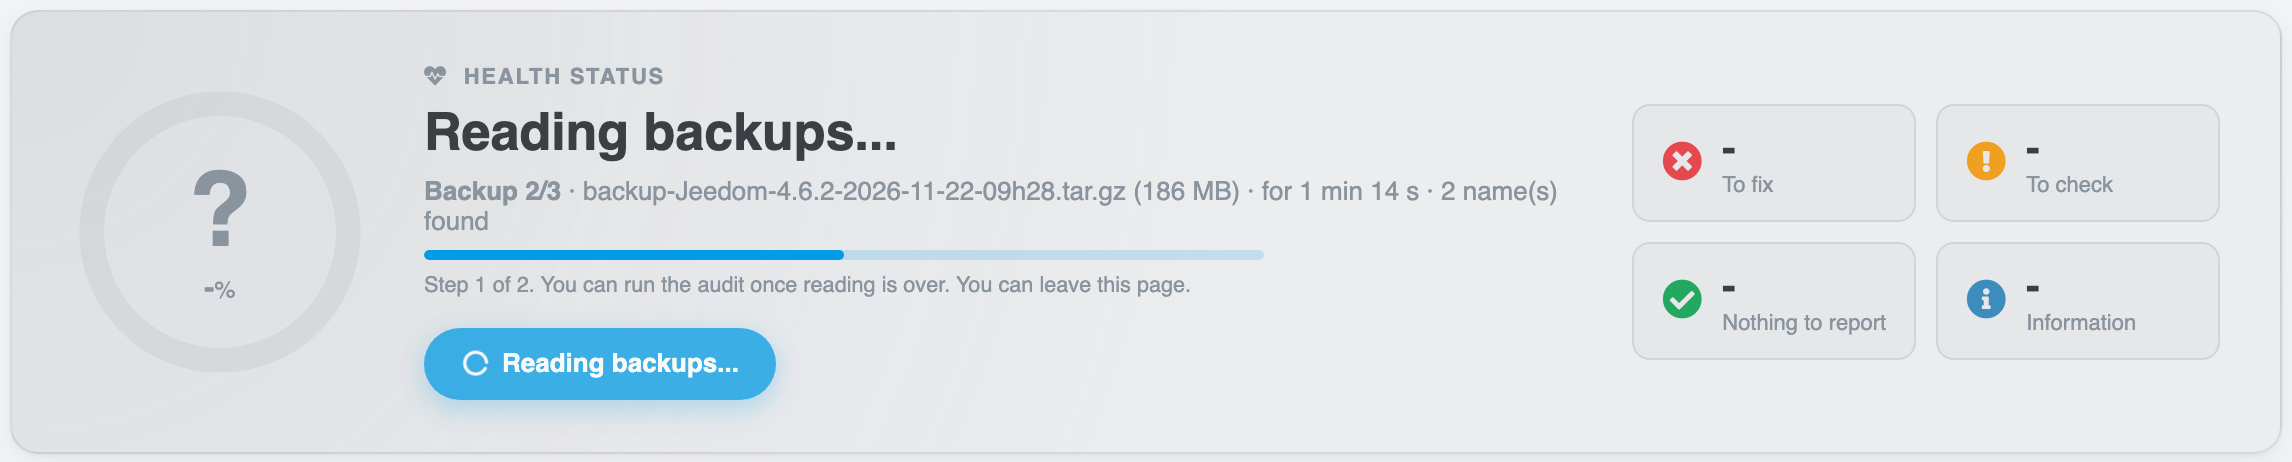 HEALTH STATUS
Reading backups...
Backup 2/3 · backup-Jeedom-4.6.2-2026-11-22-09h28.tar.gz (186 MB) · for 1 min 14 s · 2 name(s)
found
Step 1 of 2. You can run the audit once reading is over. You can leave this page.
Reading backups...
?
-%
-
To fix
-
To check
-
Nothing to report
-
Information